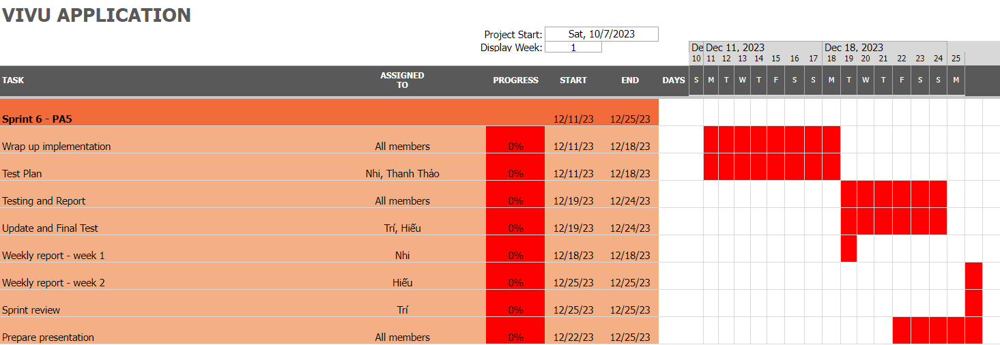 VIVU APPLICATION
Project Start: Sat, 10/7/2023
Display Week: 1
De Dec 11, 2023 Dec 18, 2023
10 11 12 13 14 15 16 17 18 19 20 21 22 23 24 25
TASK ASSIGNED TO PROGRESS START END DAYS S M T W T F S S M T W T F S S M
Sprint 6 - PA5 12/11/23 12/25/23
Wrap up implementation All members 0% 12/11/23 12/18/23
Test Plan Nhi, Thanh Thảo 0% 12/11/23 12/18/23
Testing and Report All members 0% 12/19/23 12/24/23
Update and Final Test Trí, Hiếu 0% 12/19/23 12/24/23
Weekly report - week 1 Nhi 0% 12/18/23 12/18/23
Weekly report - week 2 Hiếu 0% 12/25/23 12/25/23
Sprint review Trí 0% 12/25/23 12/25/23
Prepare presentation All members 0% 12/22/23 12/25/23